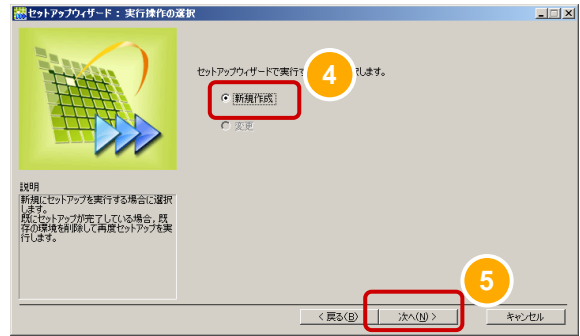 セットアップウィザード : 実行操作の選択
セットアップウィザードで実行す
択します。
4
新規作成
変更
説明
新規にセットアップを実行する場合に選択
します。
既にセットアップが完了している場合, 既
存の環境を削除して再度セットアップを実
行します。
5
< 戻る(B)
次へ(N) >
キャンセル